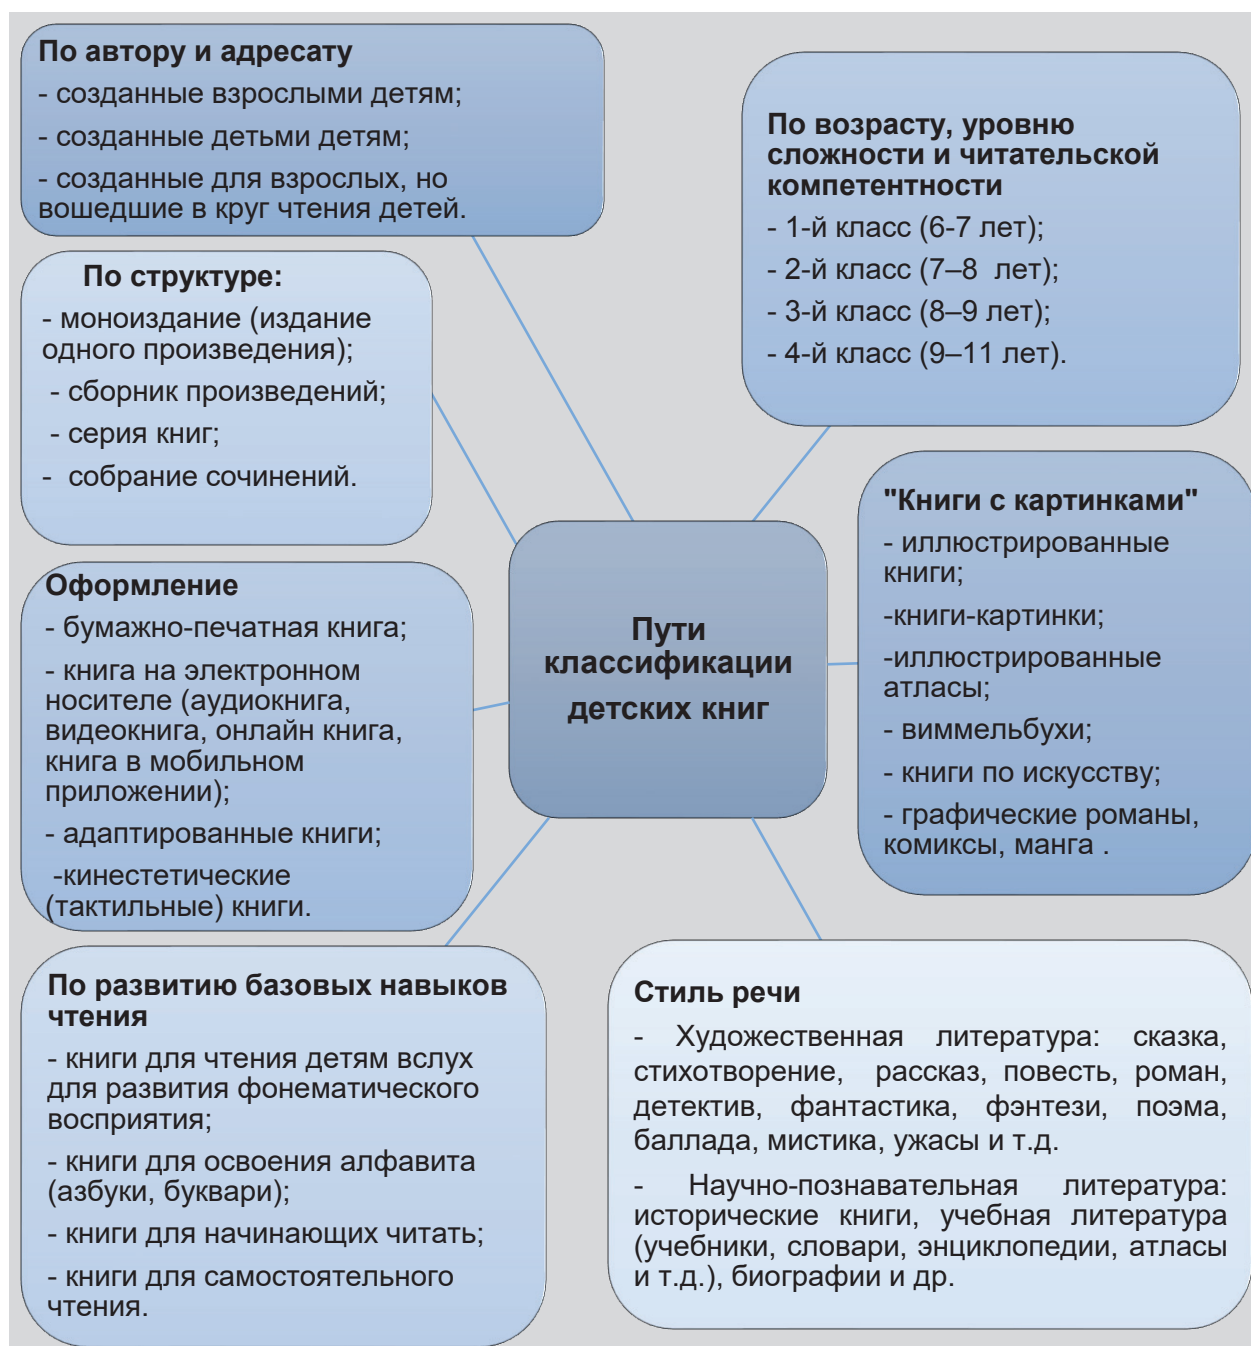 По автору и адресату
- созданные взрослыми детям;
- созданные детьми детям;
- созданные для взрослых, но
вошедшие в круг чтения детей.
По возрасту, уровню
сложности и читательской
компетентности
- 1-й класс (6-7 лет);
- 2-й класс (7–8 лет);
- 3-й класс (8–9 лет);
- 4-й класс (9–11 лет).
По структуре:
- моноиздание (издание
одного произведения);
- сборник произведений;
- серия книг;
- собрание сочинений.
"Книги с картинками"
- иллюстрированные
книги;
-книги-картинки;
-иллюстрированные
атласы;
- виммельбухи;
- книги по искусству;
- графические романы,
комиксы, манга .
Пути
классификации
детских книг
Оформление
- бумажно-печатная книга;
- книга на электронном
носителе (аудиокнига,
видеокнига, онлайн книга,
книга в мобильном
приложении);
- адаптированные книги;
-кинестетические
(тактильные) книги.
По развитию базовых навыков
чтения
- книги для чтения детям вслух
для развития фонематического
восприятия;
- книги для освоения алфавита
(азбуки, буквари);
- книги для начинающих читать;
- книги для самостоятельного
чтения.
Стиль речи
- Художественная литература: сказка,
стихотворение, рассказ, повесть, роман,
детектив, фантастика, фэнтези, поэма,
баллада, мистика, ужасы и т.д.
- Научно-познавательная литература:
исторические книги, учебная литература
(учебники, словари, энциклопедии, атласы
и т.д.), биографии и др.